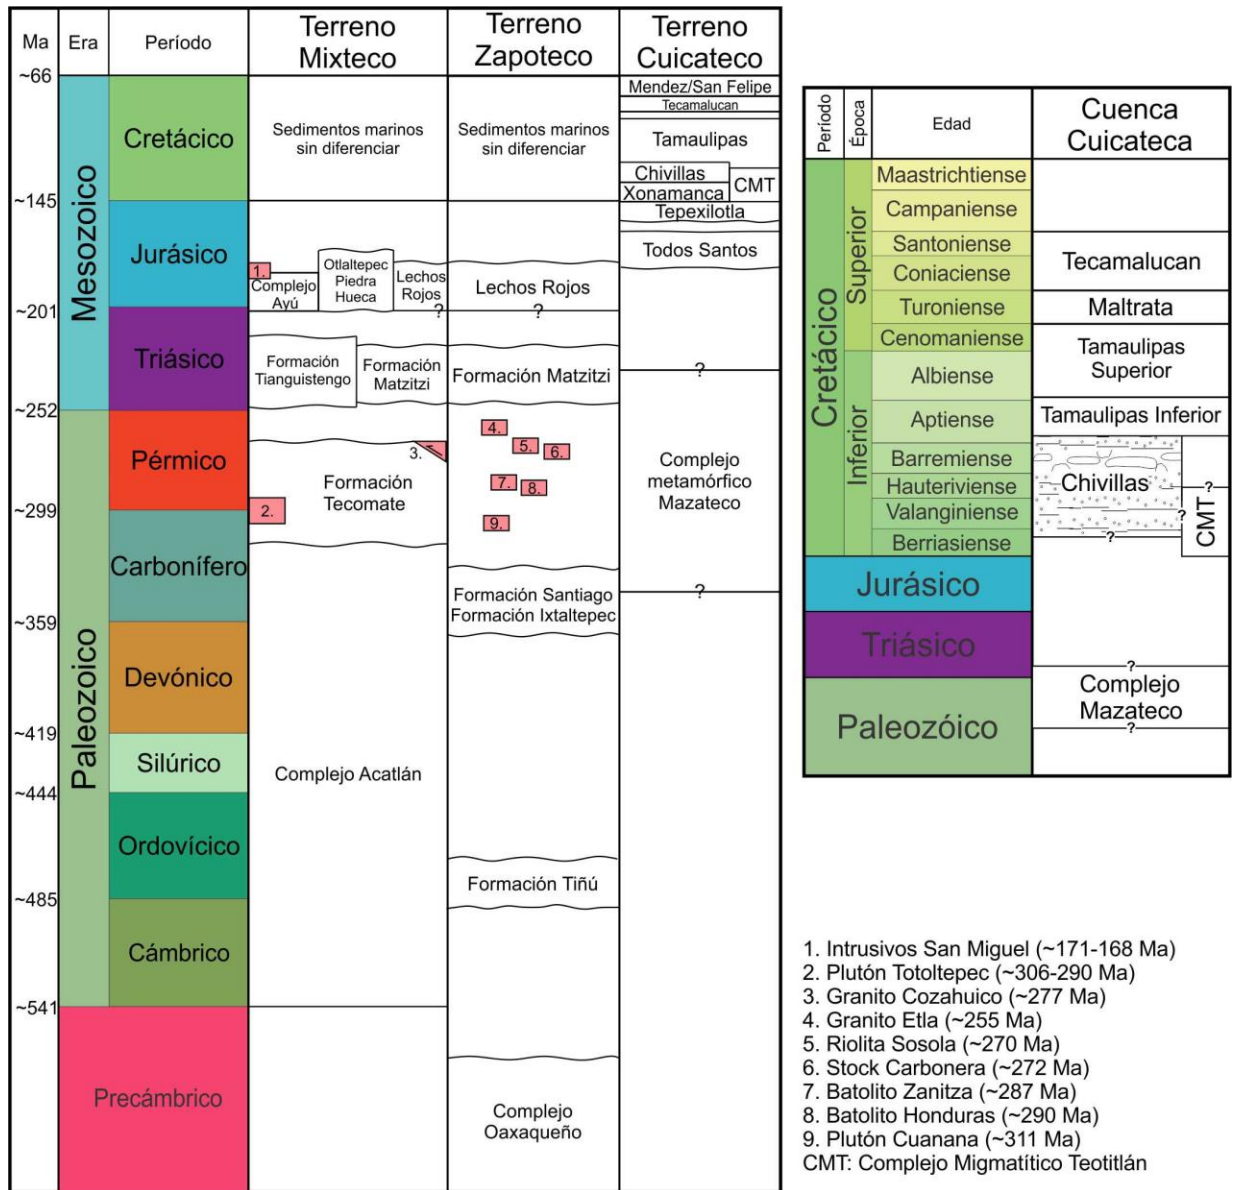 Ma
Era
Período
Terreno
Mixteco
Terreno
Zapoteco
Terreno
Cuicateco
~66
~145
~201
~252
~299
~359
~419
~444
~485
~541
Mesozoico
Paleozoico
Cretácico
Jurásico
Triásico
Pérmico
Carbonífero
Devónico
Silúrico
Ordovícico
Cámbrico
Precámbrico
Sedimentos marinos
sin diferenciar
1.
Complejo
Ayú
Otlaltepec
Piedra
Hueca
Lechos
Rojos
?
Formación
Tianguistengo
Formación
Matzitzi
3.
Formación
Tecomate
2.
Complejo Acatlán
Sedimentos marinos
sin diferenciar
Lechos Rojos
?
Formación Matzitzi
4.
5.
6.
7.
8.
9.
Formación Santiago
Formación Ixtaltepec
Formación Tiñú
Complejo
Oaxaqueño
Mendez/San Felipe
Tecamalucan
Tamaulipas
Chivillas
Xonamanca
CMT
Tepexilotla
Todos Santos
?
Complejo
metamórfico
Mazateco
?
Período
Época
Edad
Cuenca
Cuicateca
Cretácico
Superior
Inferior
Maastrichtiense
Campaniense
Santoniense
Coniaciense
Turoniense
Cenomaniense
Albiense
Aptiense
Barremiense
Hauteriviense
Valanginiense
Berriasiense
Jurásico
Triásico
Paleozóico
Tecamalucan
Maltrata
Tamaulipas
Superior
Tamaulipas Inferior
Chivillas
?
?
?
CMT
?
Complejo
Mazateco
?
1. Intrusivos San Miguel (~171-168 Ma)
2. Plutón Totoltepec (~306-290 Ma)
3. Granito Cozahuico (~277 Ma)
4. Granito Etla (~255 Ma)
5. Riolita Sosola (~270 Ma)
6. Stock Carbonera (~272 Ma)
7. Batolito Zanitza (~287 Ma)
8. Batolito Honduras (~290 Ma)
9. Plutón Cuanana (~311 Ma)
CMT: Complejo Migmatítico Teotitlán